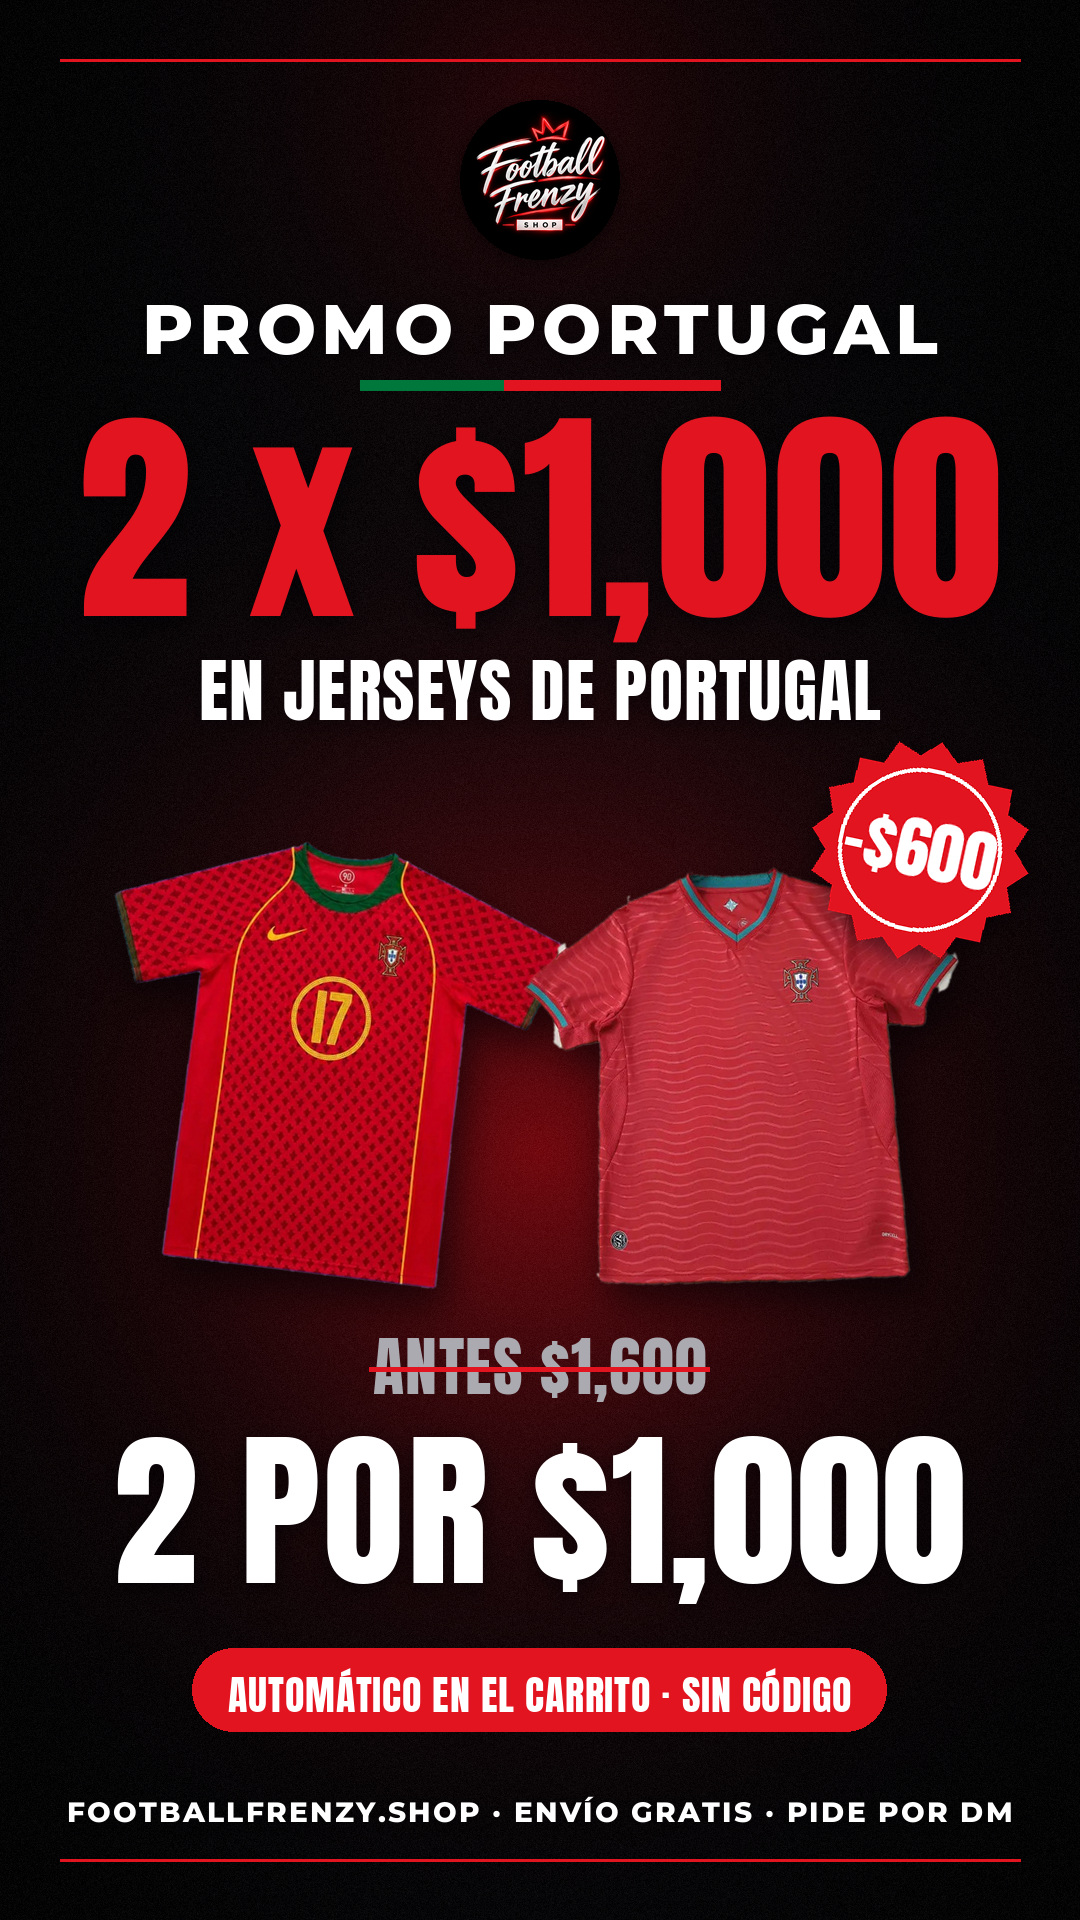 Football
Frenzy
SHOP
PROMO PORTUGAL
2 x $1,000
EN JERSEYS DE PORTUGAL
-$600
90
17
ANTES $1,600
2 POR $1,000
AUTOMÁTICO EN EL CARRITO · SIN CÓDIGO
FOOTBALLFRENZY.SHOP · ENVÍO GRATIS · PIDE POR DM